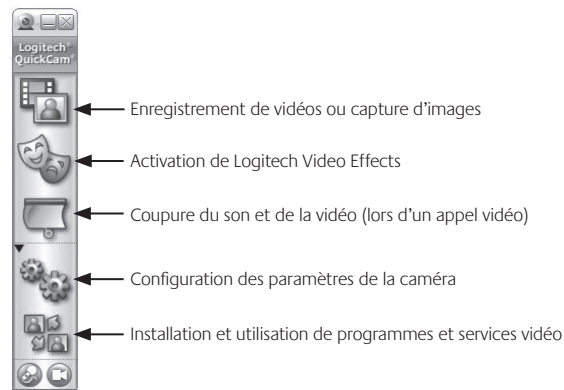 Logitech®
QuickCam®
Enregistrement de vidéos ou capture d'images
Activation de Logitech Video Effects
Coupure du son et de la vidéo (lors d'un appel vidéo)
Configuration des paramètres de la caméra
Installation et utilisation de programmes et services vidéo